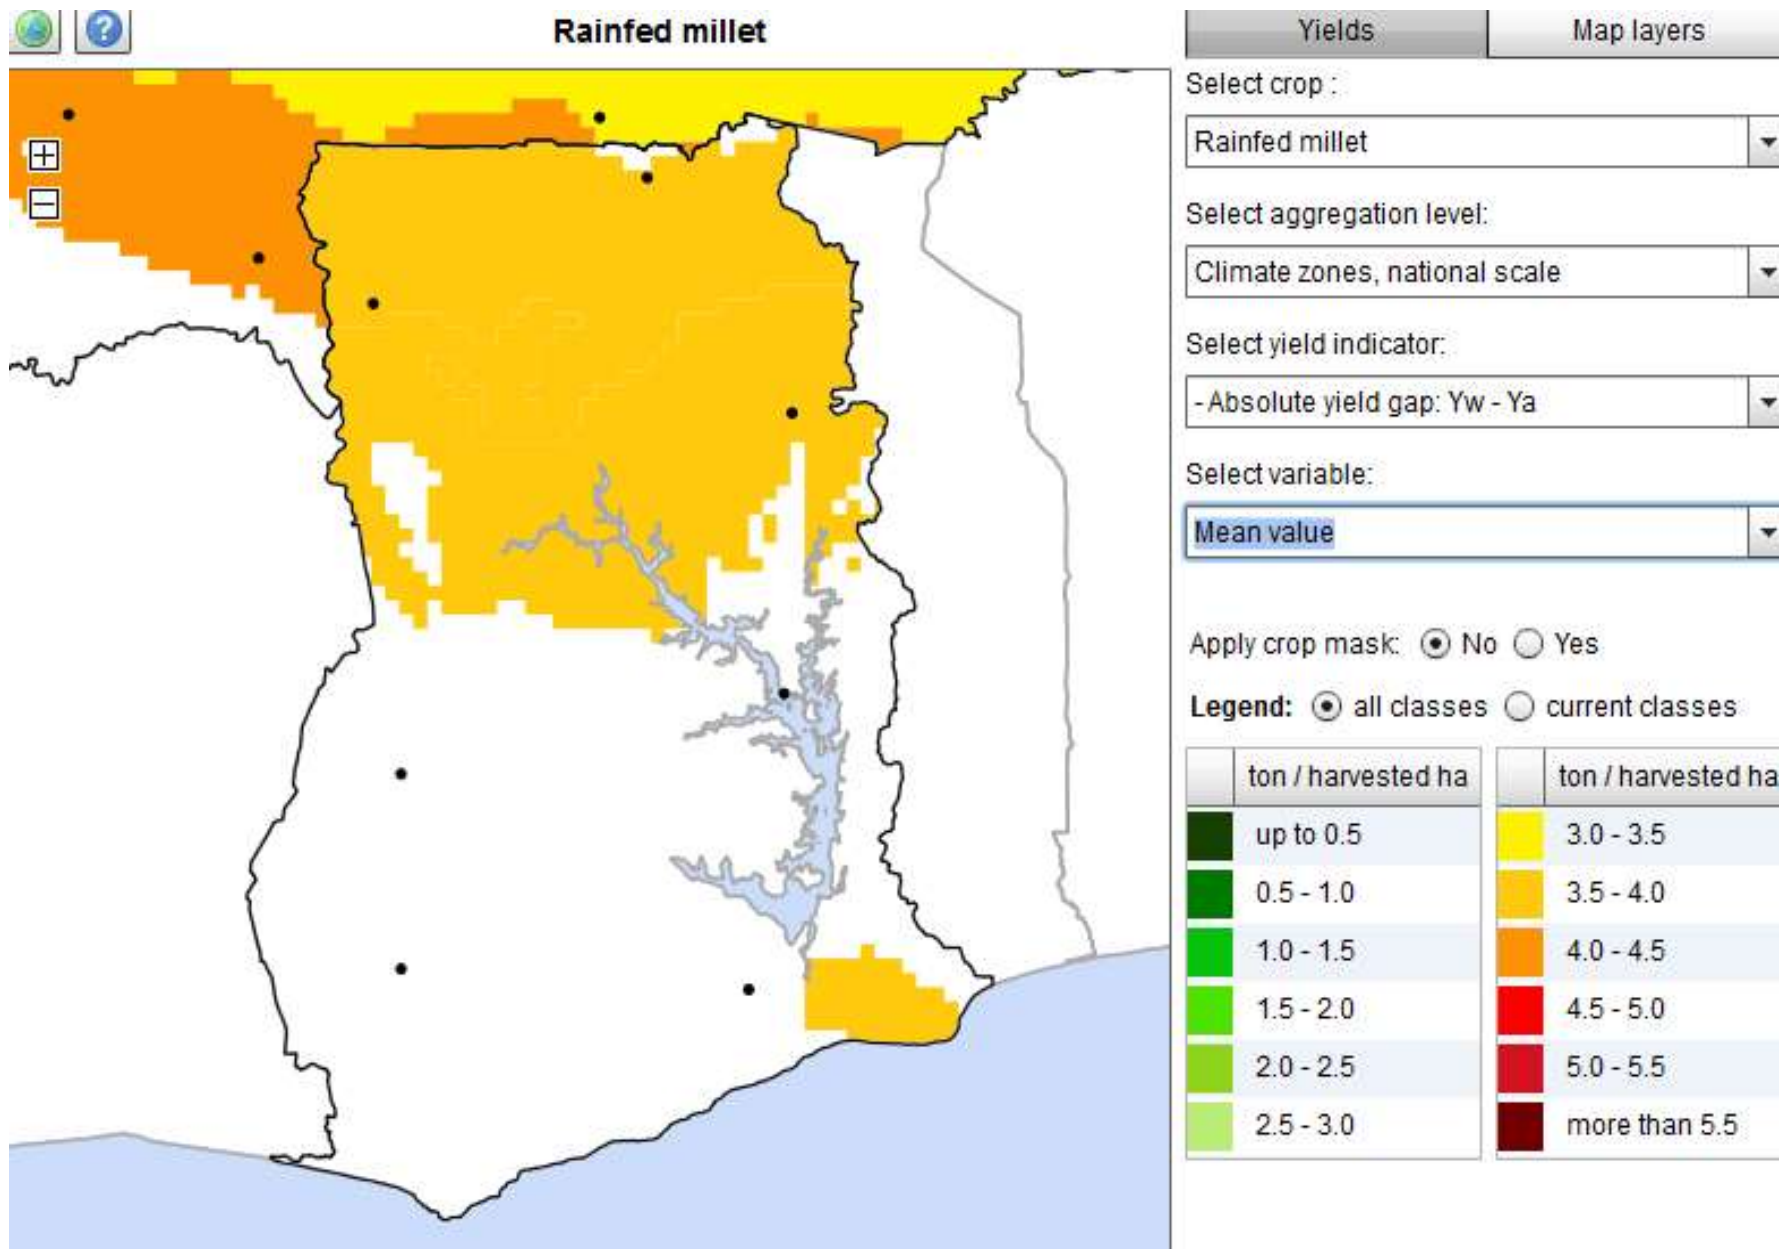 Rainfed millet
Yields
Map layers
Select crop :
Rainfed millet
Select aggregation level:
Climate zones, national scale
Select yield indicator:
- Absolute yield gap: Yw - Ya
Select variable:
Mean value
Apply crop mask: No Yes
Legend: all classes current classes
ton / harvested ha
up to 0.5
0.5 - 1.0
1.0 - 1.5
1.5 - 2.0
2.0 - 2.5
2.5 - 3.0
ton / harvested ha
3.0 - 3.5
3.5 - 4.0
4.0 - 4.5
4.5 - 5.0
5.0 - 5.5
more than 5.5